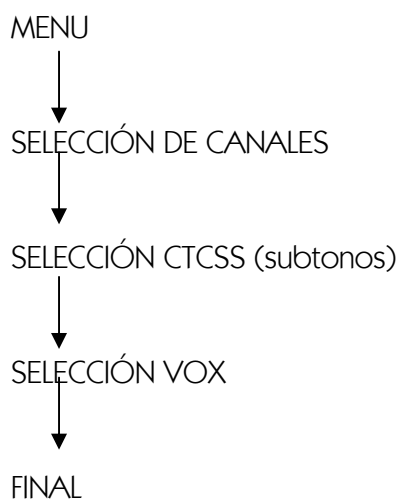 MENU
SELECCIÓN DE CANALES
SELECCIÓN CTCSS (subtonos)
SELECCIÓN VOX
FINAL